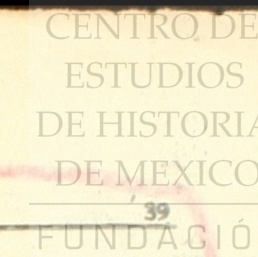 CENTRO DE
ESTUDIOS
DE HISTORIA
DE MEXICO
39
FUNDACIÓ